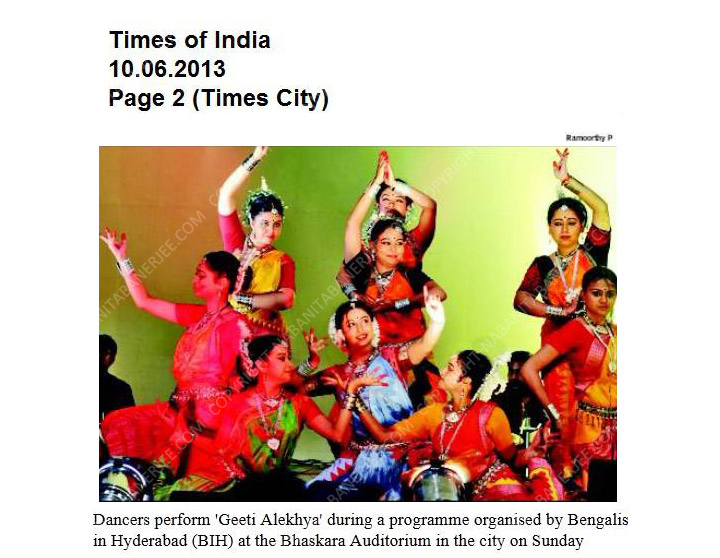 Times of India
10.06.2013
Page 2 (Times City)
Ramoorthy P
Dancers perform 'Geeti Alekhya' during a programme organised by Bengalis
in Hyderabad (BIH) at the Bhaskara Auditorium in the city on Sunday